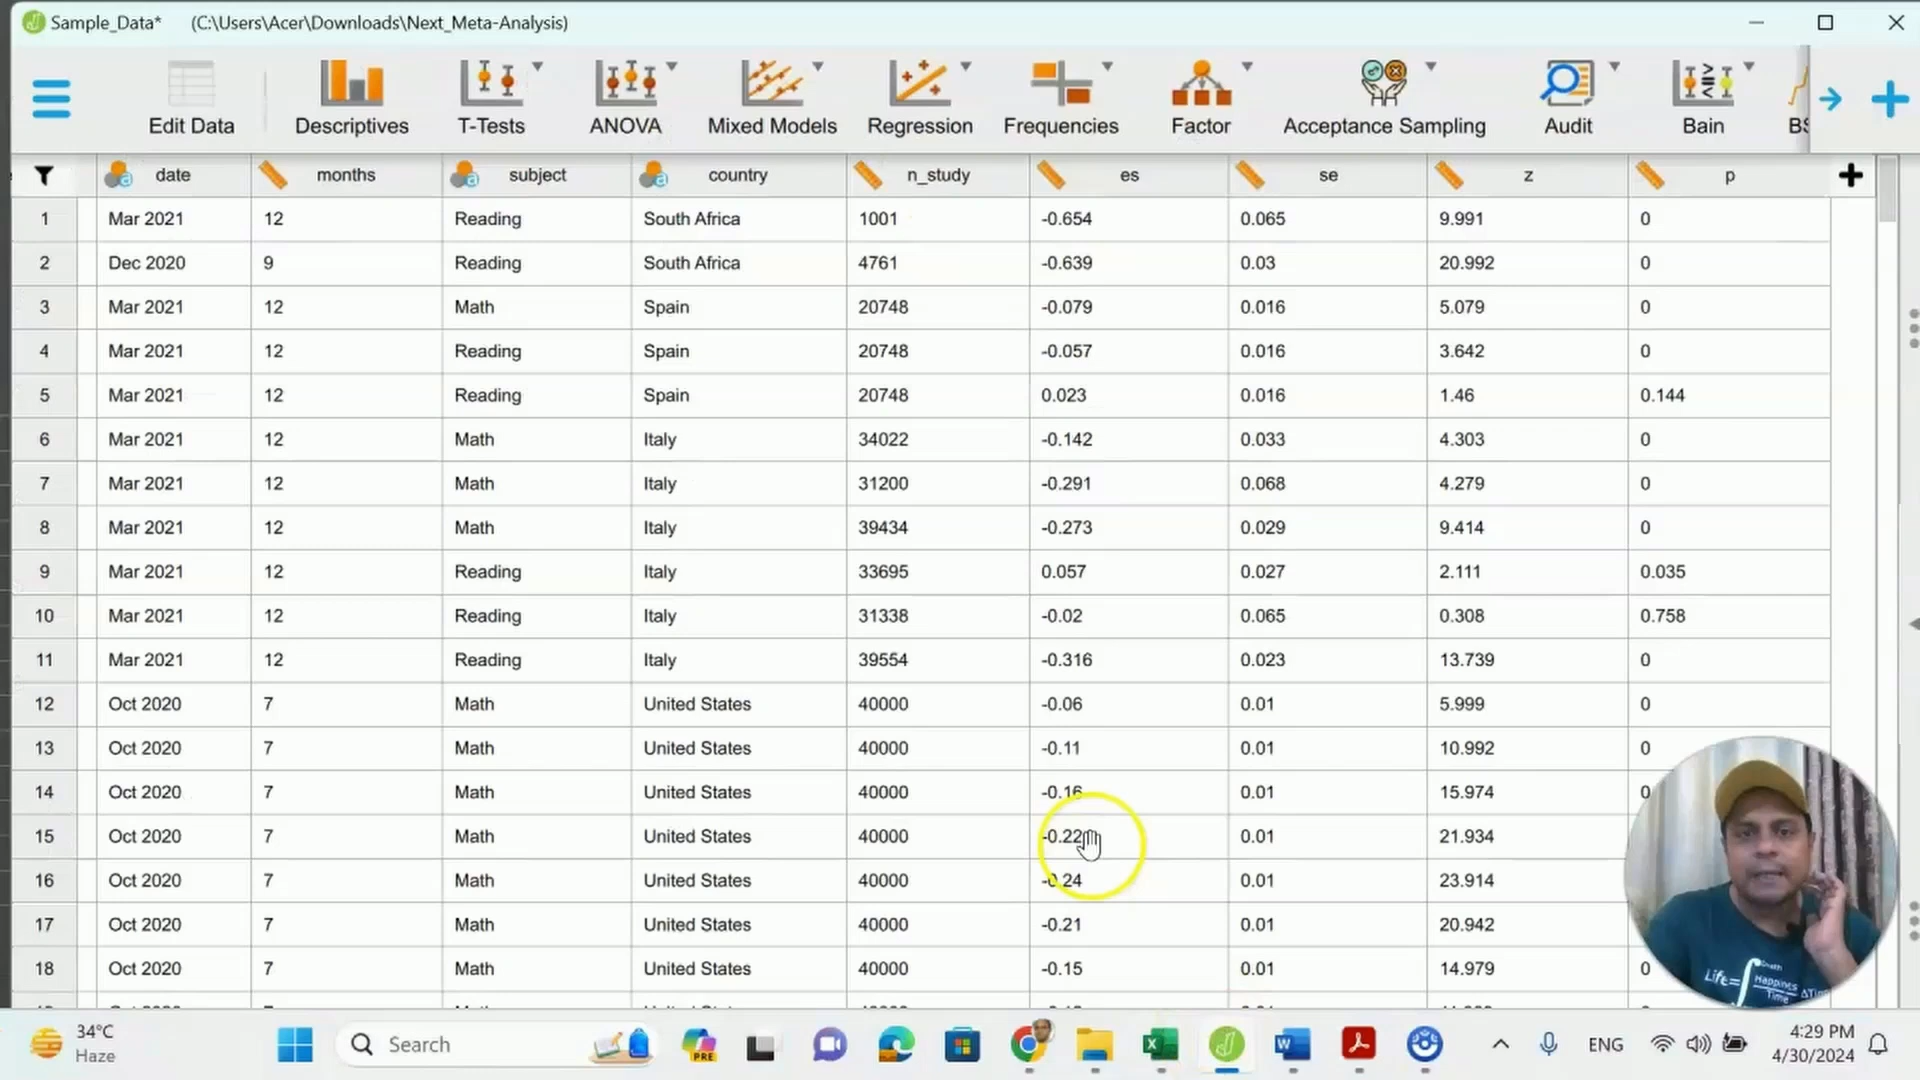 Sample_Data* (C:\Users\Acer\Downloads\Next_Meta-Analysis)
Edit Data Descriptives T-Tests ANOVA Mixed Models Regression Frequencies Factor Acceptance Sampling Audit Bain BS
date months subject country n_study es se z p
1 Mar 2021 12 Reading South Africa 1001 -0.654 0.065 9.991 0
2 Dec 2020 9 Reading South Africa 4761 -0.639 0.03 20.992 0
3 Mar 2021 12 Math Spain 20748 -0.079 0.016 5.079 0
4 Mar 2021 12 Reading Spain 20748 -0.057 0.016 3.642 0
5 Mar 2021 12 Reading Spain 20748 0.023 0.016 1.46 0.144
6 Mar 2021 12 Math Italy 34022 -0.142 0.033 4.303 0
7 Mar 2021 12 Math Italy 31200 -0.291 0.068 4.279 0
8 Mar 2021 12 Math Italy 39434 -0.273 0.029 9.414 0
9 Mar 2021 12 Reading Italy 33695 0.057 0.027 2.111 0.035
10 Mar 2021 12 Reading Italy 31338 -0.02 0.065 0.308 0.758
11 Mar 2021 12 Reading Italy 39554 -0.316 0.023 13.739 0
12 Oct 2020 7 Math United States 40000 -0.06 0.01 5.999 0
13 Oct 2020 7 Math United States 40000 -0.11 0.01 10.992 0
14 Oct 2020 7 Math United States 40000 -0.16 0.01 15.974 0
15 Oct 2020 7 Math United States 40000 -0.22 0.01 21.934
16 Oct 2020 7 Math United States 40000 -0.24 0.01 23.914
17 Oct 2020 7 Math United States 40000 -0.21 0.01 20.942
18 Oct 2020 7 Math United States 40000 -0.15 0.01 14.979 0
Life= Happines
Time
34°C
Haze
Search
PRE
ENG
4:29 PM
4/30/2024